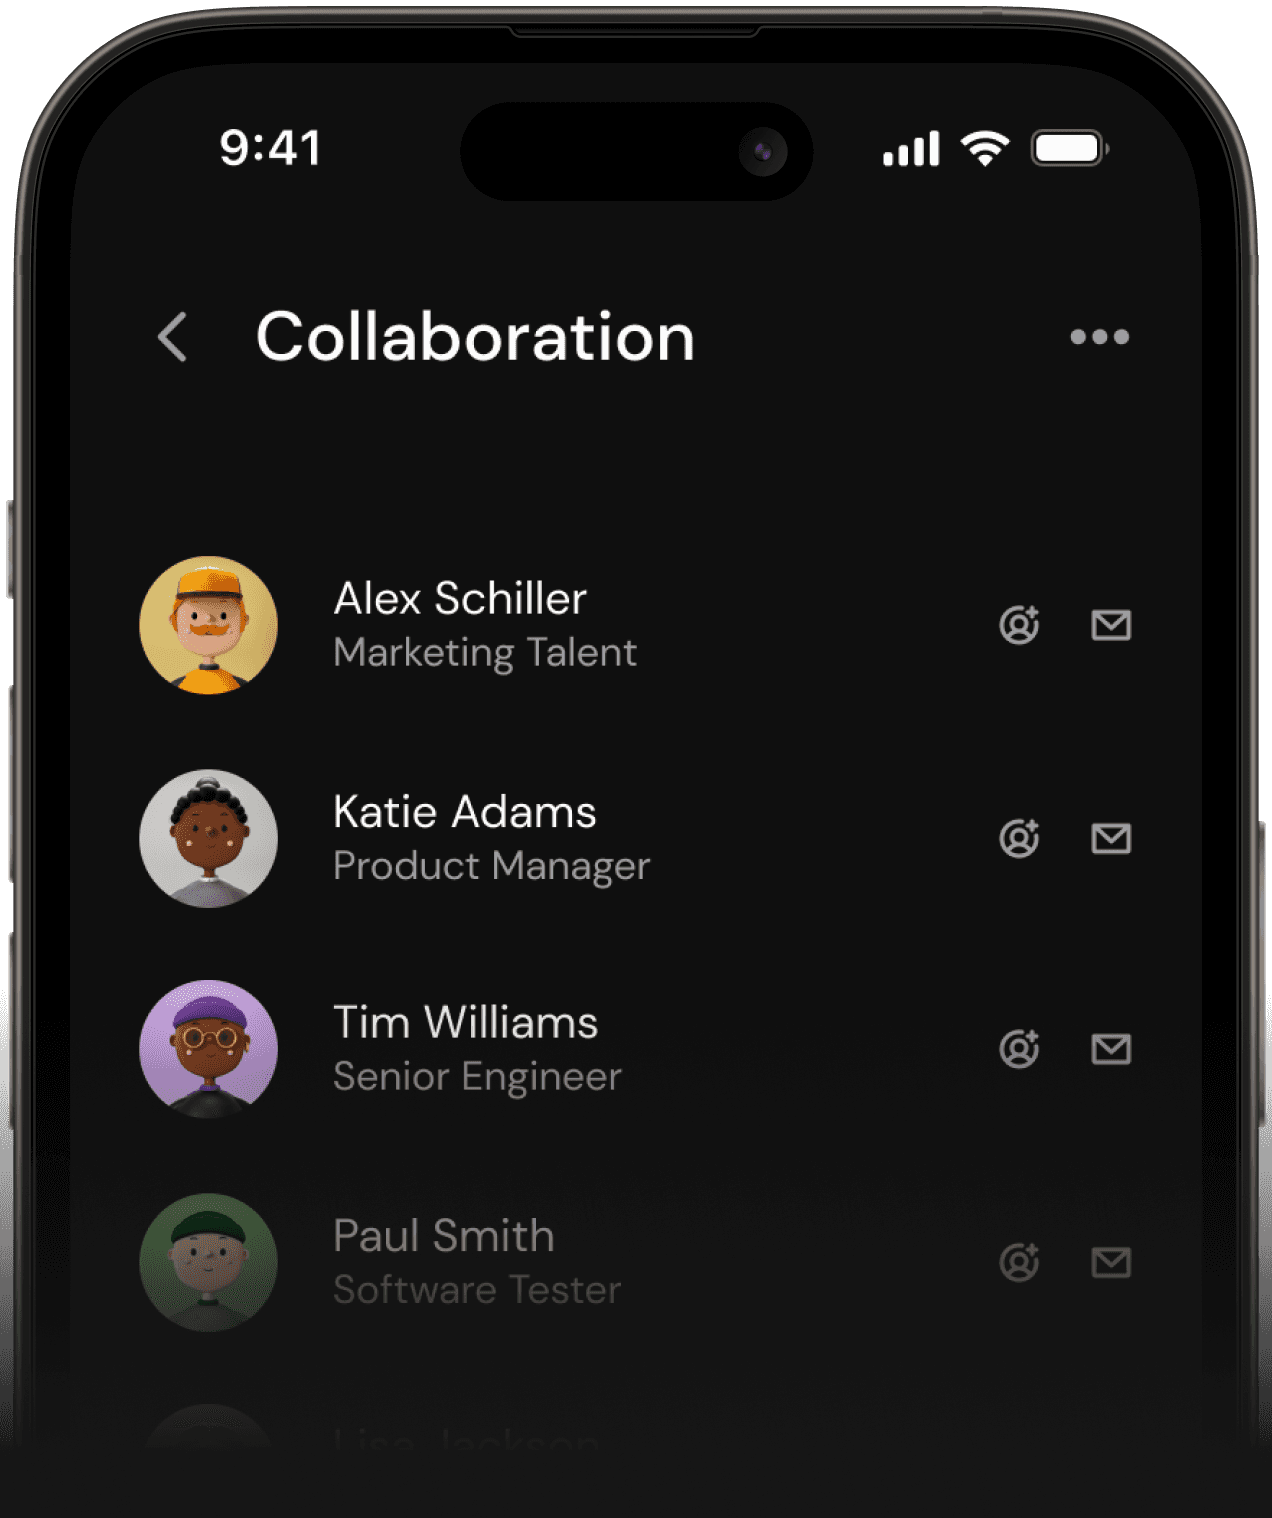 9:41
Collaboration
Alex Schiller
Marketing Talent
Katie Adams
Product Manager
Tim Williams
Senior Engineer
Paul Smith
Software Tester
Lisa Jackson